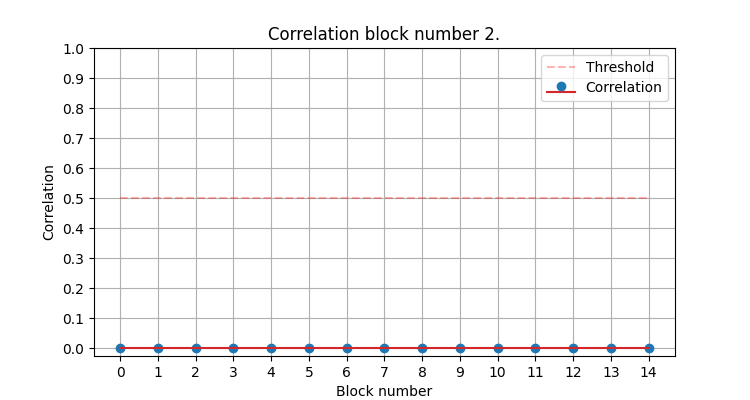 Correlation block number 2.
1.0
0.9
0.8
0.7
0.6
0.5
0.4
0.3
0.2
0.1
0.0
Correlation
Threshold
Correlation
0 1 2 3 4 5 6 7 8 9 10 11 12 13 14
Block number